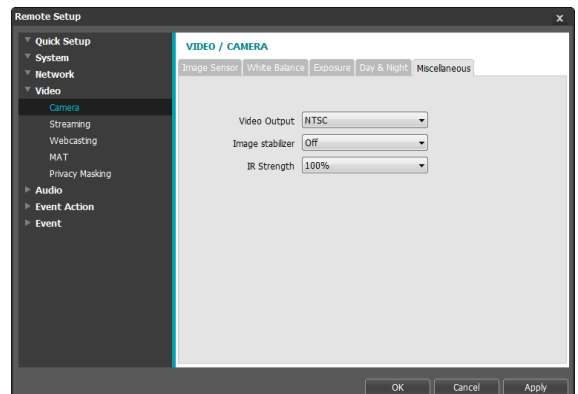 Remote Setup
x
Quick Setup
System
Network
Video
Camera
Streaming
Webcasting
MAT
Privacy Masking
Audio
Event Action
Event
VIDEO / CAMERA
Image Sensor White Balance Exposure Day & Night Miscellaneous
Video Output NTSC
Image stabilizer Off
IR Strength 100%
OK Cancel Apply